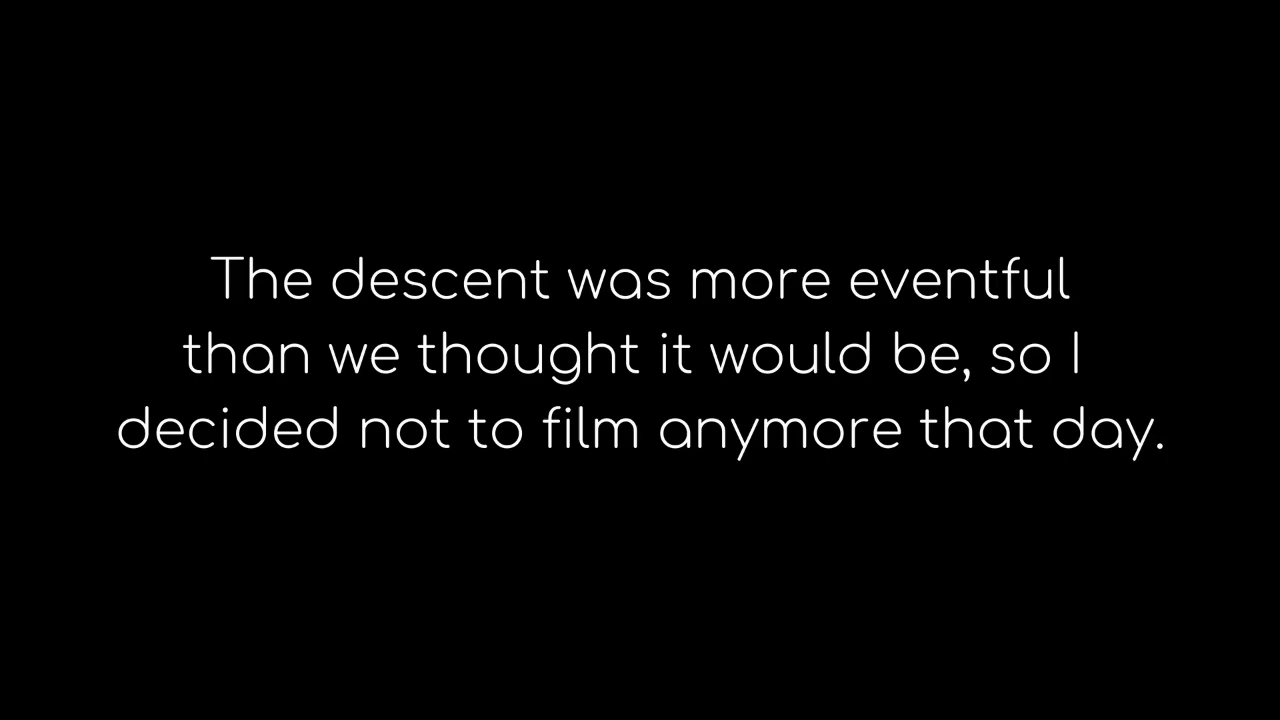 The descent was more eventful
than we thought it would be, so I
decided not to film anymore that day.